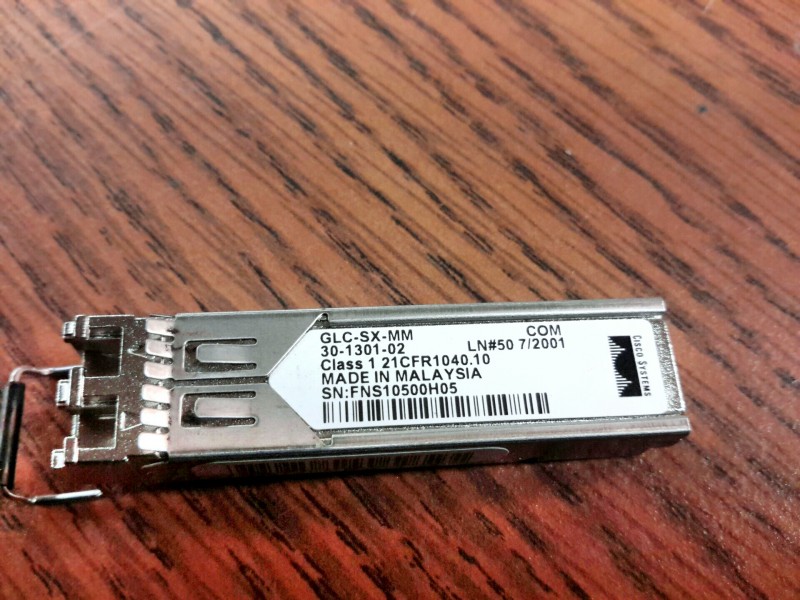 GLC-SX-MM COM
30-1301-02 LN#50 7/2001
Class 1 21CFR1040.10
MADE IN MALAYSIA
SN:FNS10500H05
CISCO SYSTEMS